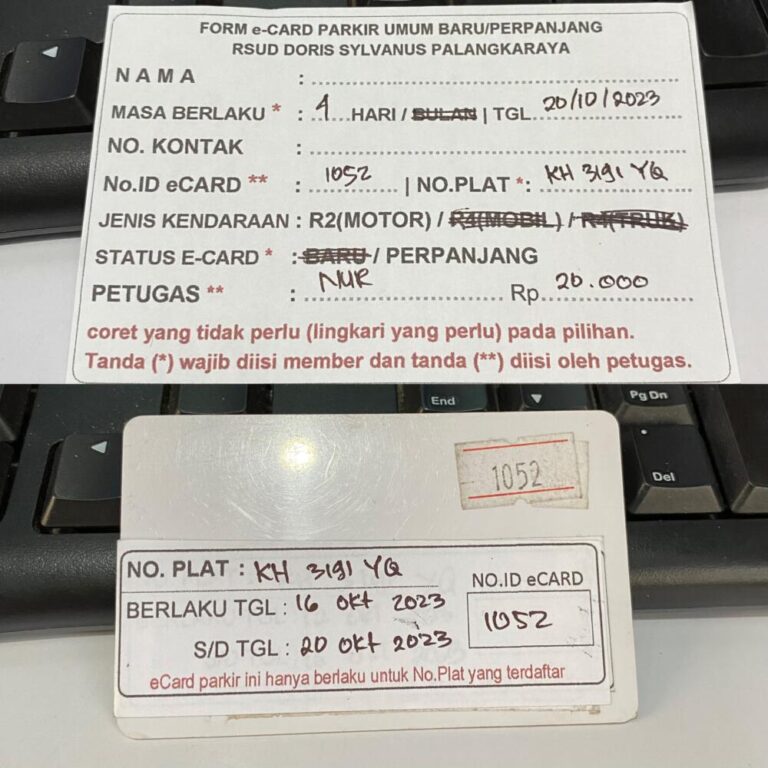 FORM e-CARD PARKIR UMUM BARU/PERPANJANG
RSUD DORIS SYLVANUS PALANGKARAYA
NAMA : ........
MASA BERLAKU * : 4 HARI / BULAN | TGL. 20/10/2023
NO. KONTAK : ........
No.ID eCARD ** : 1052 | NO.PLAT *: KH 3191 YQ
JENIS KENDARAAN : R2(MOTOR) / R4(MOBIL) / R4(TRUK)
STATUS E-CARD * : BARU / PERPANJANG
PETUGAS ** : NUR Rp. 20.000
coret yang tidak perlu (lingkari yang perlu) pada pilihan.
Tanda (*) wajib diisi member dan tanda (**) diisi oleh petugas.
End
Pg Dn
Del
1052
NO. PLAT : KH 3191 YQ
NO.ID eCARD
BERLAKU TGL : 16 OKT 2023
1052
S/D TGL : 20 OKT 2023
eCard parkir ini hanya berlaku untuk No.Plat yang terdaftar